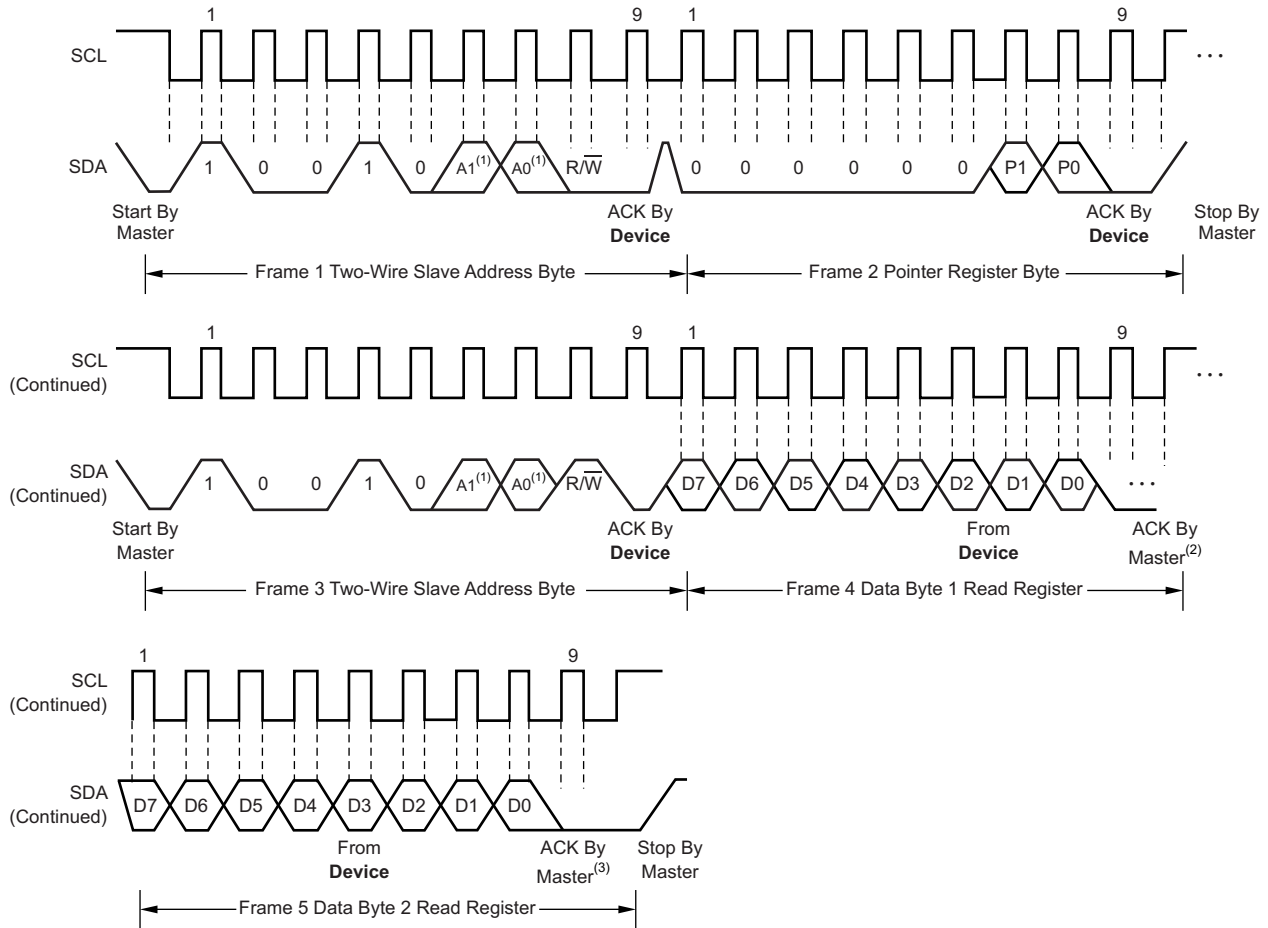 1 9 1 9
SCL
SDA 1 0 0 1 0 A1(1) A0(1) R/W̅ 0 0 0 0 0 0 P1 P0
Start By
Master
ACK By
Device
ACK By
Device
Stop By
Master
Frame 1 Two-Wire Slave Address Byte Frame 2 Pointer Register Byte
1 9 1 9
SCL
(Continued)
SDA
(Continued)
1 0 0 1 0 A1(1) A0(1) R/W̅ D7 D6 D5 D4 D3 D2 D1 D0
Start By
Master
ACK By
Device
From
Device
ACK By
Master(2)
Frame 3 Two-Wire Slave Address Byte Frame 4 Data Byte 1 Read Register
1 9
SCL
(Continued)
SDA
(Continued)
D7 D6 D5 D4 D3 D2 D1 D0
From
Device
ACK By
Master(3)
Stop By
Master
Frame 5 Data Byte 2 Read Register